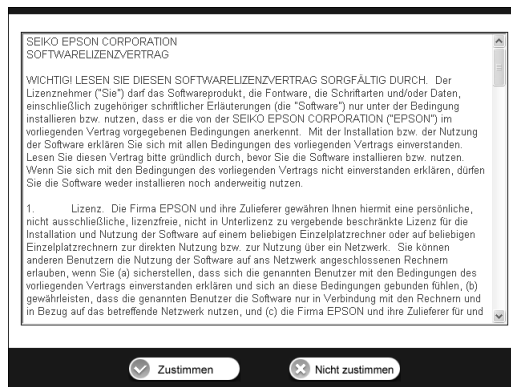 SEIKO EPSON CORPORATION
SOFTWARELIZENZVERTRAG
WICHTIG! LESEN SIE DIESEN SOFTWARELIZENZVERTRAG SORGFÄLTIG DURCH. Der
Lizenznehmer ("Sie") darf das Softwareprodukt, die Fontware, die Schriftarten und/oder Daten,
einschließlich zugehöriger schriftlicher Erläuterungen (die "Software") nur unter der Bedingung
installieren bzw. nutzen, dass er die von der SEIKO EPSON CORPORATION ("EPSON") im
vorliegenden Vertrag vorgegebenen Bedingungen anerkennt. Mit der Installation bzw. der Nutzung
der Software erklären Sie sich mit allen Bedingungen des vorliegenden Vertrages einverstanden.
Lesen Sie diesen Vertrag bitte gründlich durch, bevor Sie die Software installieren bzw. nutzen.
Wenn Sie sich mit den Bedingungen des vorliegenden Vertrags nicht einverstanden erklären, dürfen
Sie die Software weder installieren noch anderweitig nutzen.
1. Lizenz. Die Firma EPSON und ihre Zulieferer gewähren Ihnen hiermit eine persönliche,
nicht ausschließliche, lizenzfreie, nicht in Unterlizenz zu vergebende beschränkte Lizenz für die
Installation und Nutzung der Software auf einem beliebigen Einzelplatzrechner oder auf beliebigen
Einzelplatzrechnern zur direkten Nutzung bzw. zur Nutzung über ein Netzwerk. Sie können
anderen Benutzern die Nutzung der Software auf ans Netzwerk angeschlossenen Rechnern
erlauben, wenn Sie (a) sicherstellen, dass sich die genannten Benutzer mit den Bedingungen des
vorliegenden Vertrags einverstanden erklären und sich an diese Bedingungen gebunden fühlen, (b)
gewährleisten, dass die genannten Benutzer die Software nur in Verbindung mit den Rechnern und
in Bezug auf das betreffende Netzwerk nutzen, und (c) die Firma EPSON und ihre Zulieferer für und
Zustimmen
Nicht zustimmen